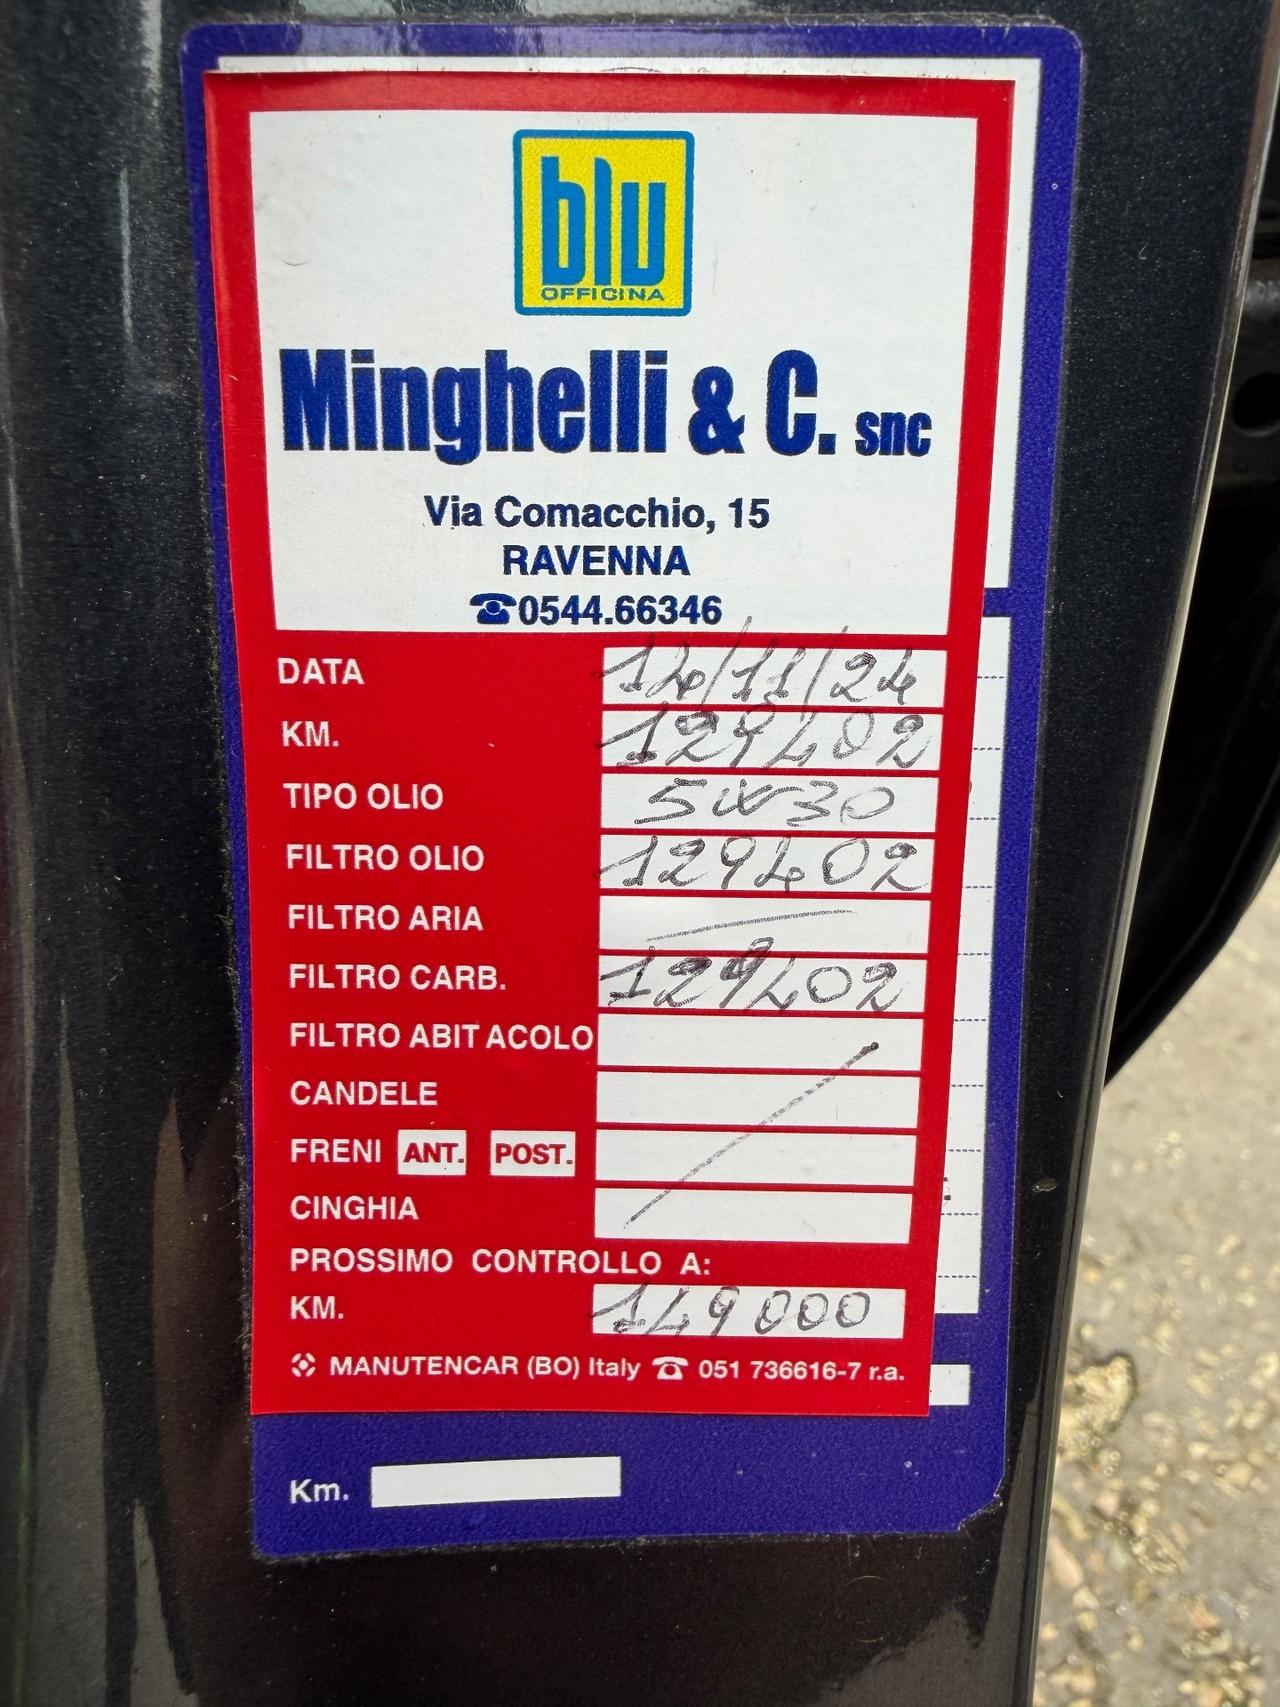 blu
OFFICINA
Minghelli & C. snc
Via Comacchio, 15
RAVENNA
☎0544.66346
DATA 14/11/24
KM. 129402
TIPO OLIO 5W30
FILTRO OLIO 129402
FILTRO ARIA
FILTRO CARB. 129402
FILTRO ABITACOLO
CANDELE
FRENI ANT. POST.
CINGHIA
PROSSIMO CONTROLLO A:
KM. 149000
MANUTENCAR (BO) Italy ☎ 051 736616-7 r.a.
Km.